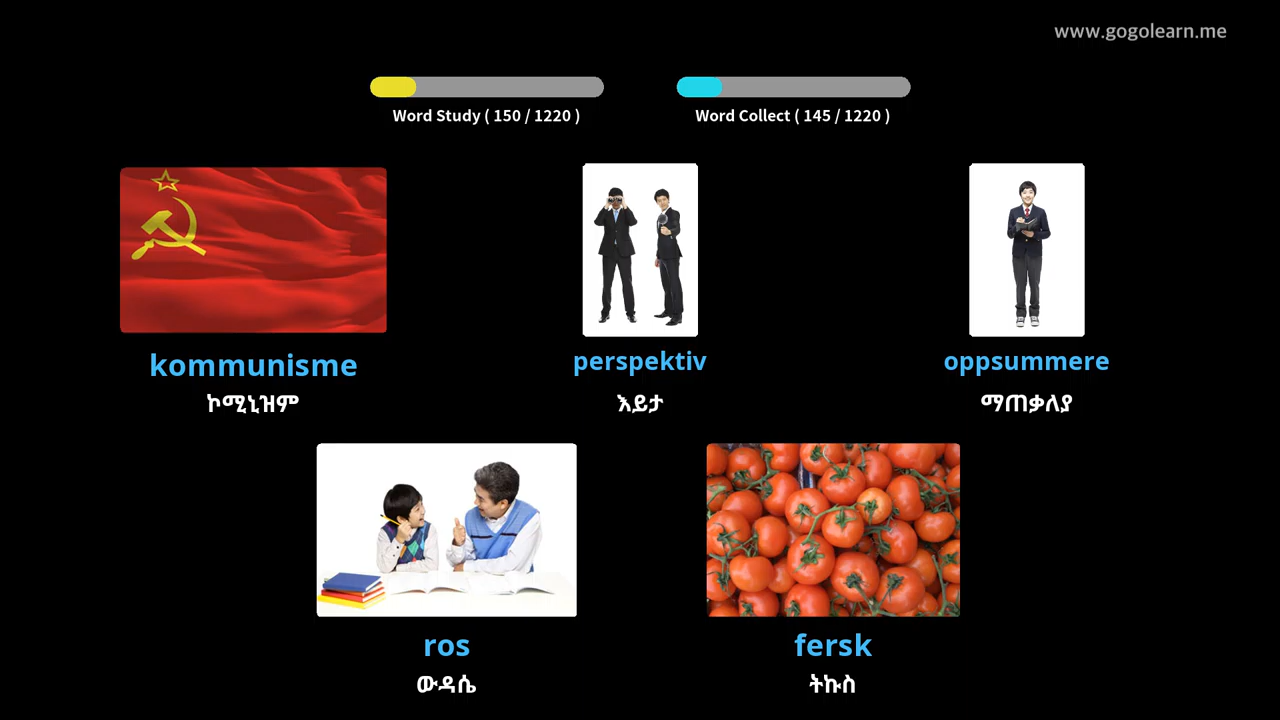 www.gogolearn.me
Word Study ( 150 / 1220 )
Word Collect ( 145 / 1220 )
kommunisme
perspektiv
oppsummere
ኮሚኒዝም
እይታ
ማጠቃለያ
ros
fersk
ውዳሴ
ትኩስ